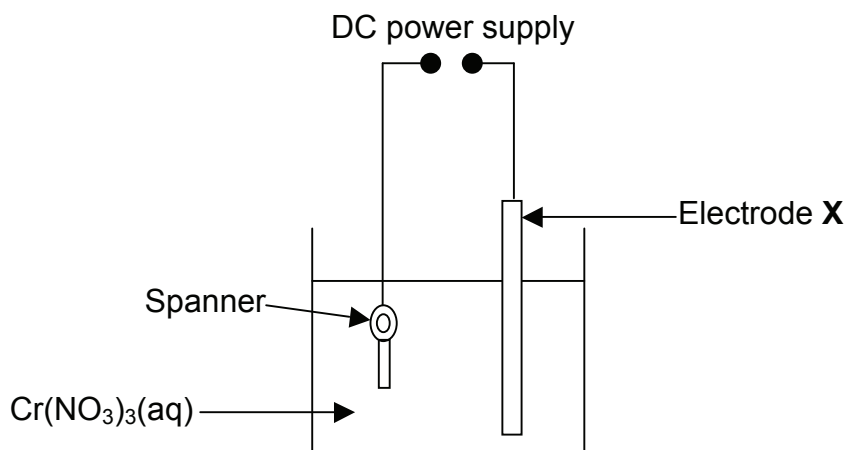 DC power supply
Electrode X
Spanner
Cr(NO₃)₃(aq)